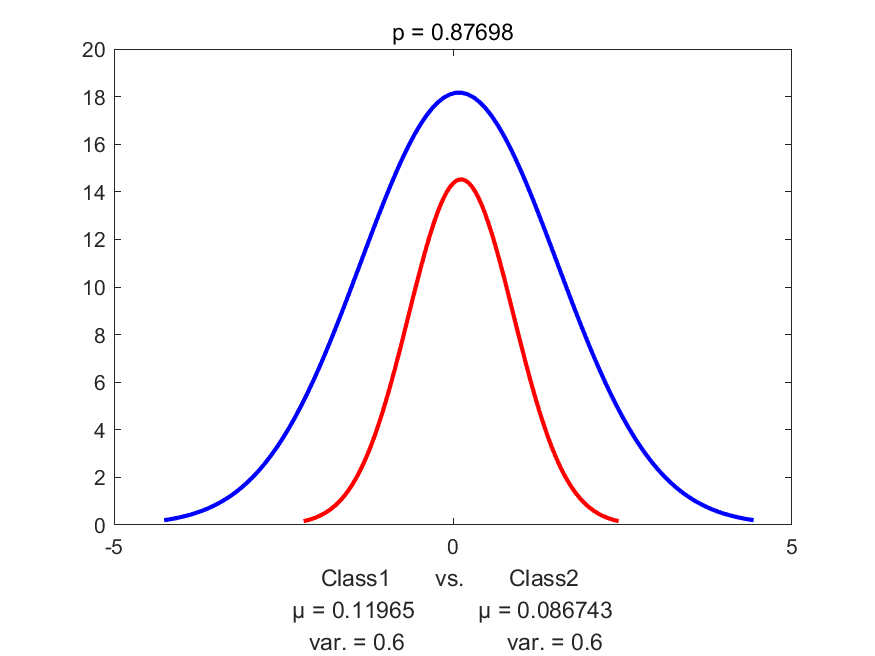 p = 0.87698
20
18
16
14
12
10
8
6
4
2
0
-5 0 5
Class1 vs. Class2
μ = 0.11965 μ = 0.086743
var. = 0.6 var. = 0.6